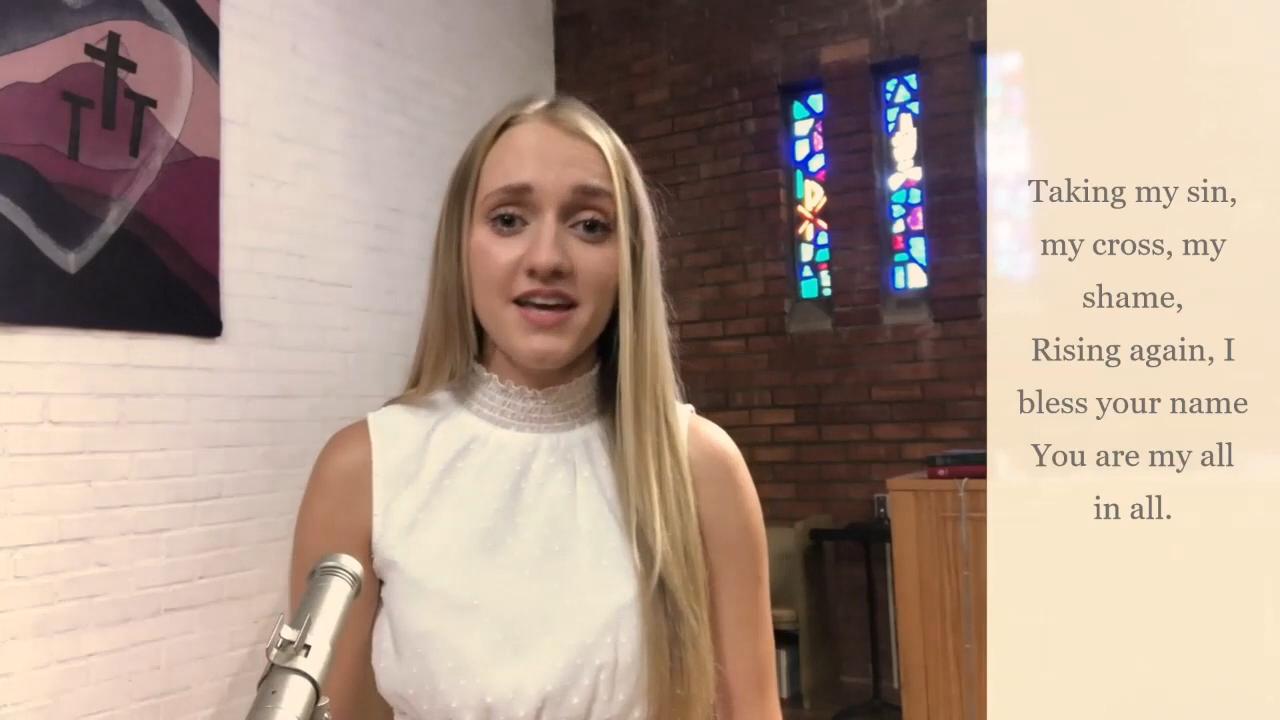 Taking my sin,
my cross, my
shame,
Rising again, I
bless your name
You are my all
in all.